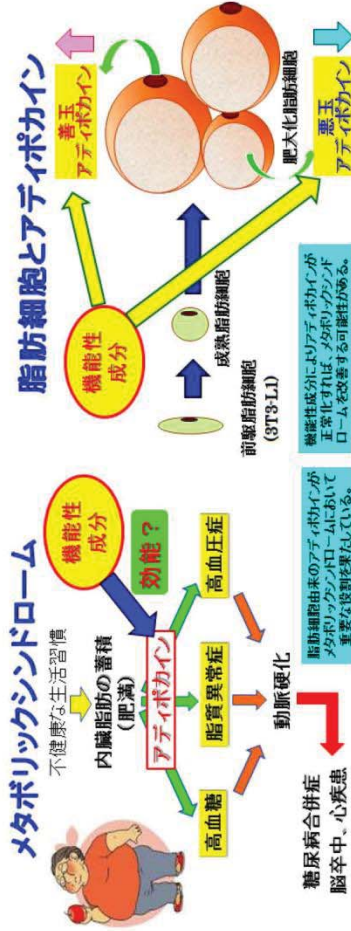 メタボリックシンドローム
不健康な生活習慣
内臓脂肪の蓄積
(肥満)
機能性
成分
効能？
アディポカイン
高血糖
脂質異常症
高血圧症
動脈硬化
糖尿病合併症
脳卒中、心疾患
脂肪細胞由来のアディポカインが
メタボリックシンドロームにおいて
重要な役割を果たしている。
脂肪細胞とアディポカイン
機能性
成分
善玉
アディポカイン
前駆脂肪細胞
(3T3-L1)
成熟脂肪細胞
肥大化脂肪細胞
悪玉
アディポカイン
機能性成分によりアディポカインが
正常化すれば、メタボリックシンド
ロームを改善する可能性がある。